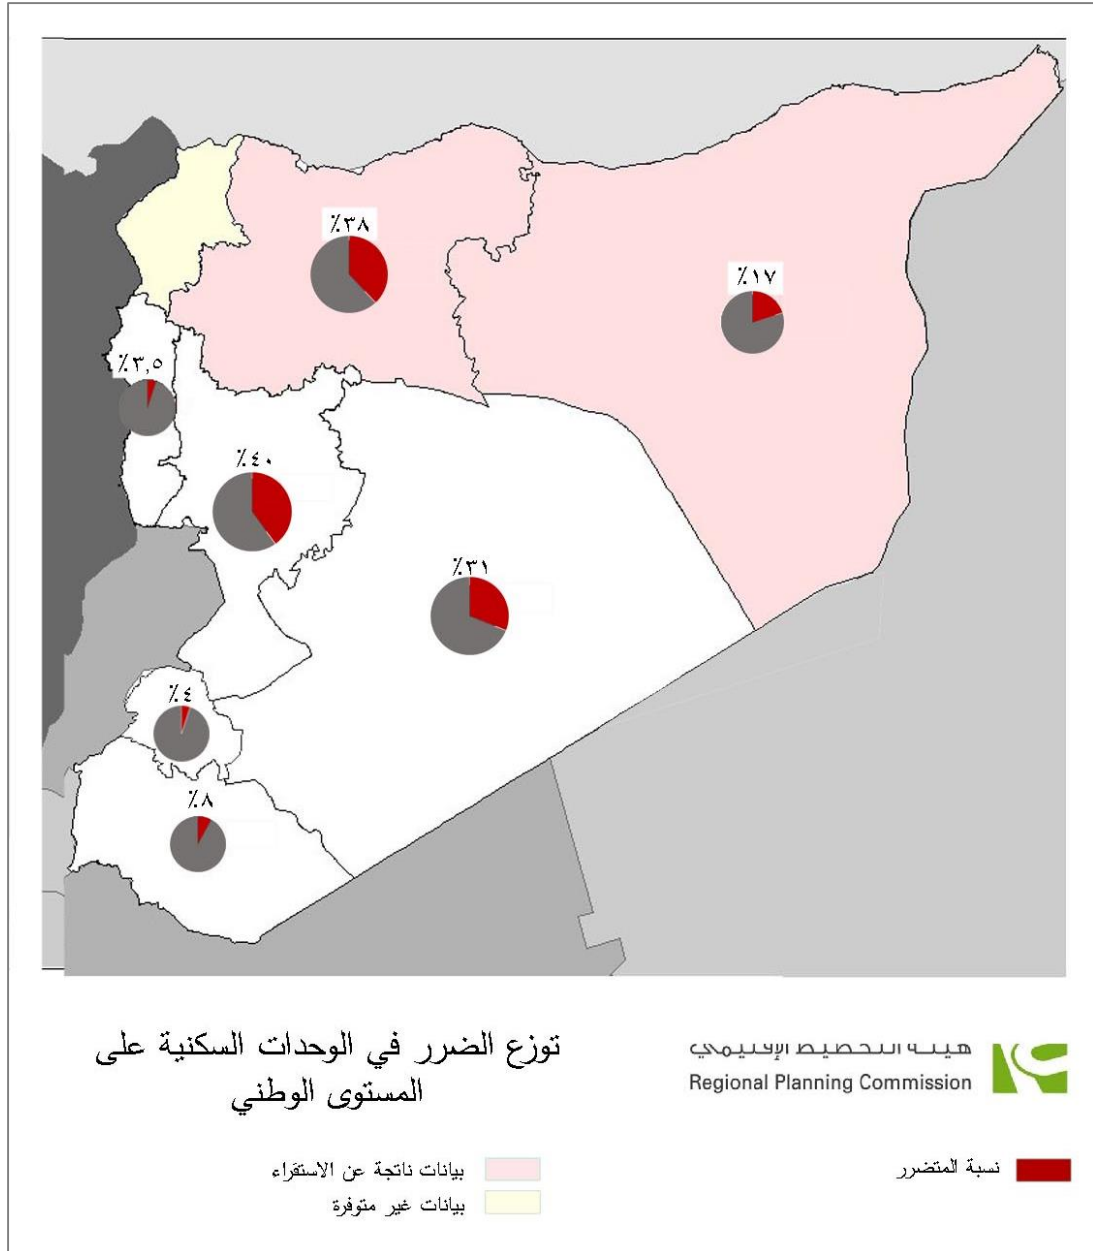 ٪٣٨
٪١٧
٪٣,٥
٪٤٠
٪٣١
٪٤
٪٨
توزع الضرر في الوحدات السكنية على
المستوى الوطني
هيئة التخطيط الإقليمي
Regional Planning Commission
بيانات ناتجة عن الاستقراء
بيانات غير متوفرة
نسبة المتضرر